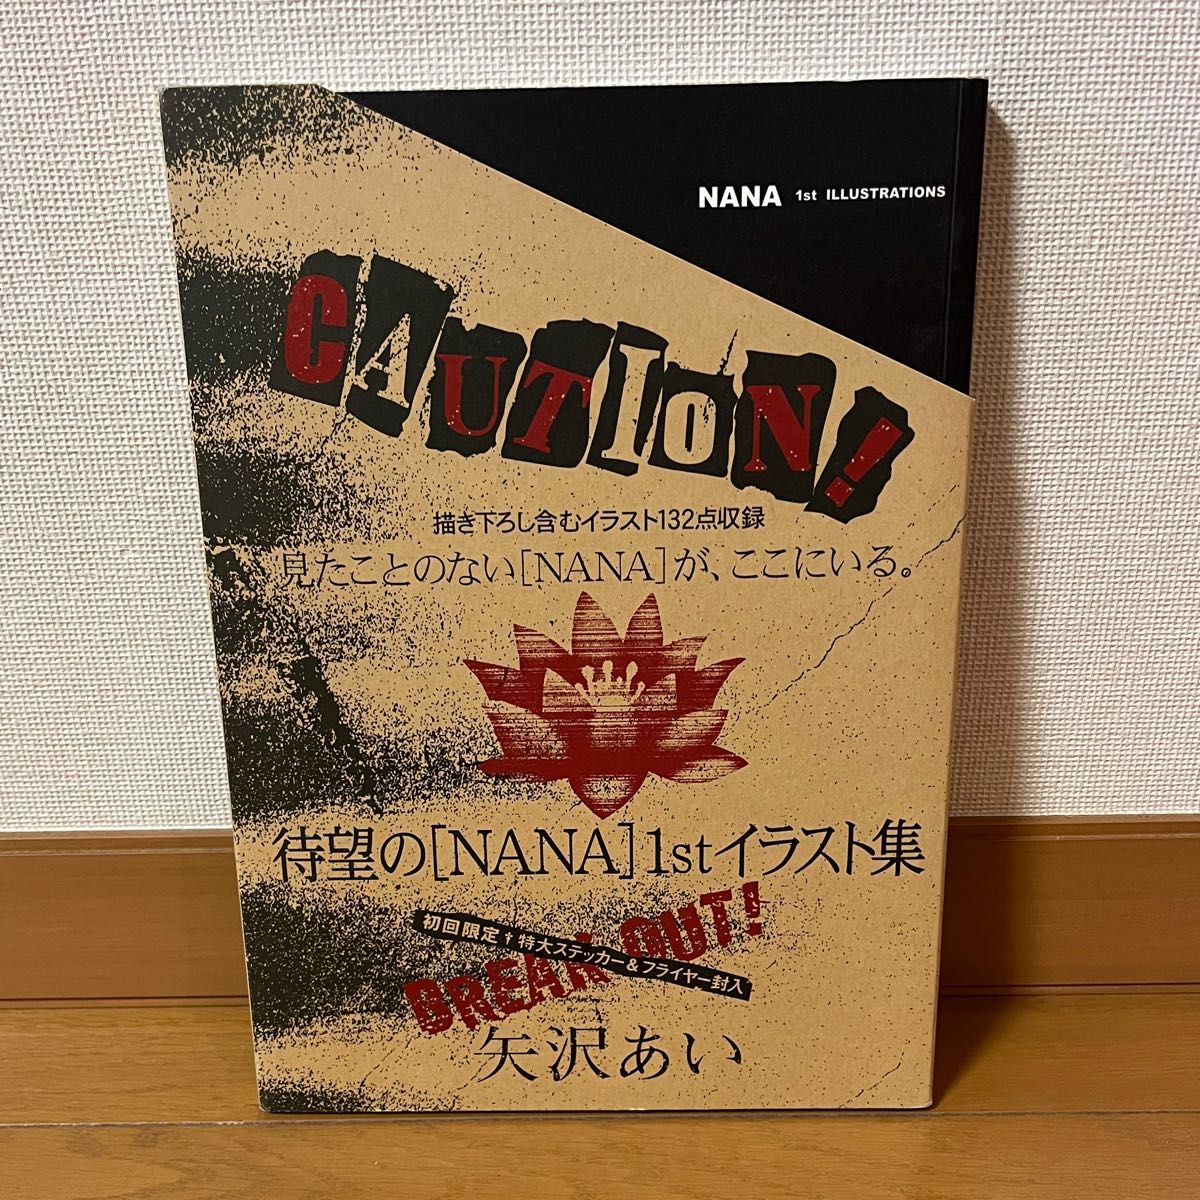 NANA 1st ILLUSTRATIONS
CAUTION!
描き下ろし含むイラスト132点収録
見たことのない[NANA]が、ここにいる。
待望の[NANA]1stイラスト集
BREAK OUT!
初回限定†特大ステッカー&フライヤー封入
矢沢あい